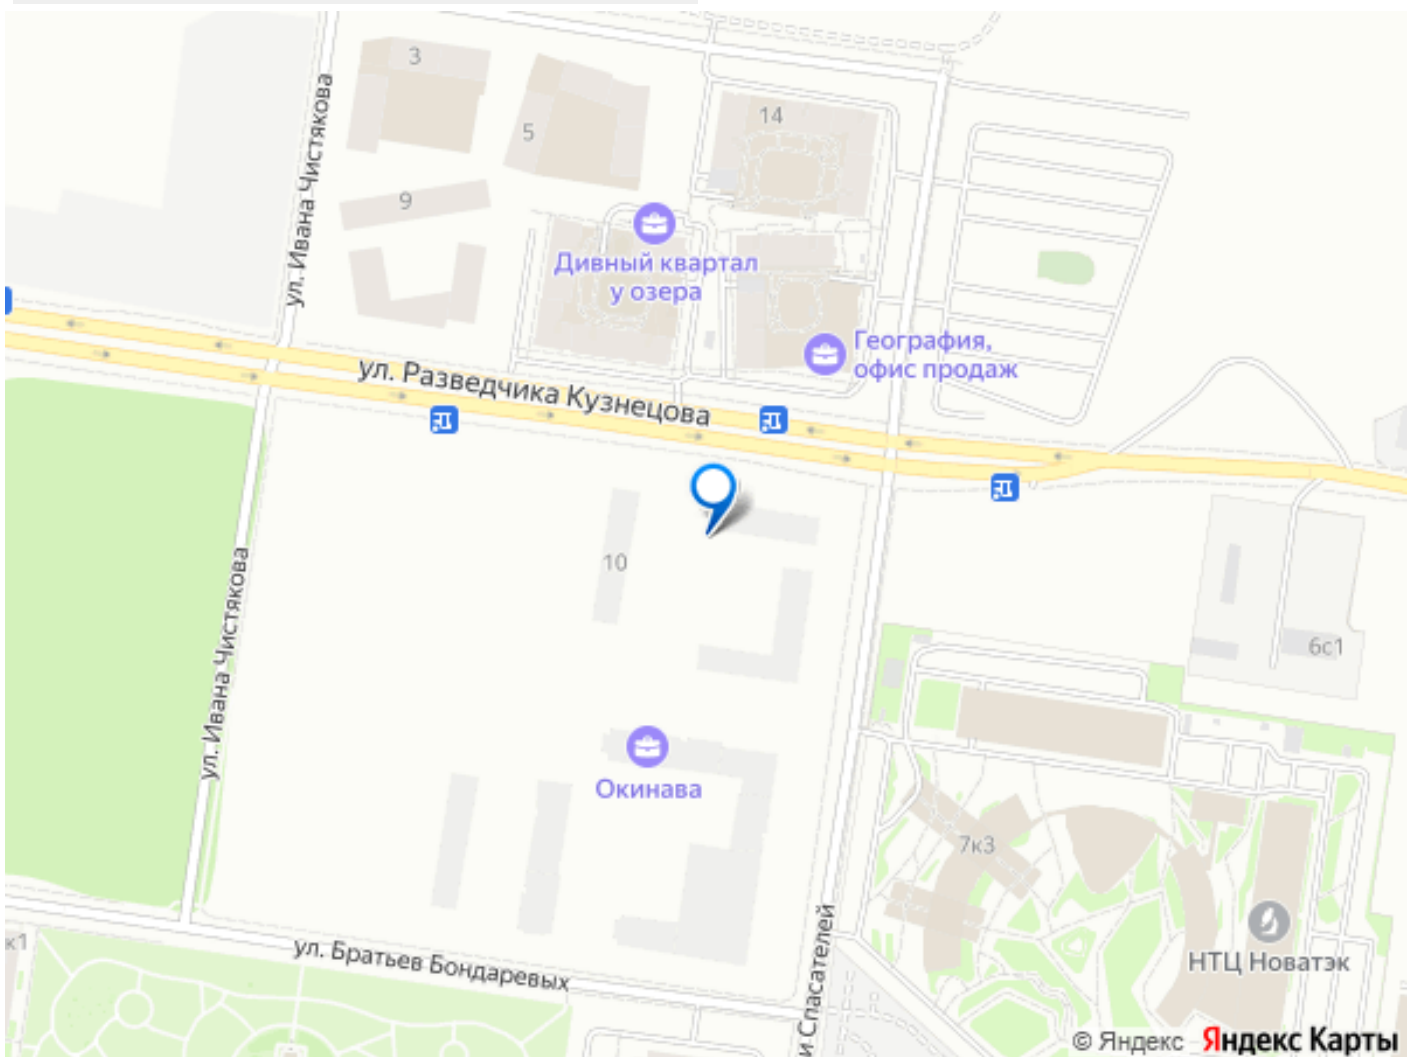 3
14
5
ул. Ивана Чистякова
9
Дивный квартал
у озера
География,
офис продаж
ул. Разведчика Кузнецова
10
ул. Ивана Чистякова
6с1
Окинава
7к3
к1
ул. Братьев Бондаревых
и Спасателей
НТЦ Новатэк
© Яндекс Яндекс Карты